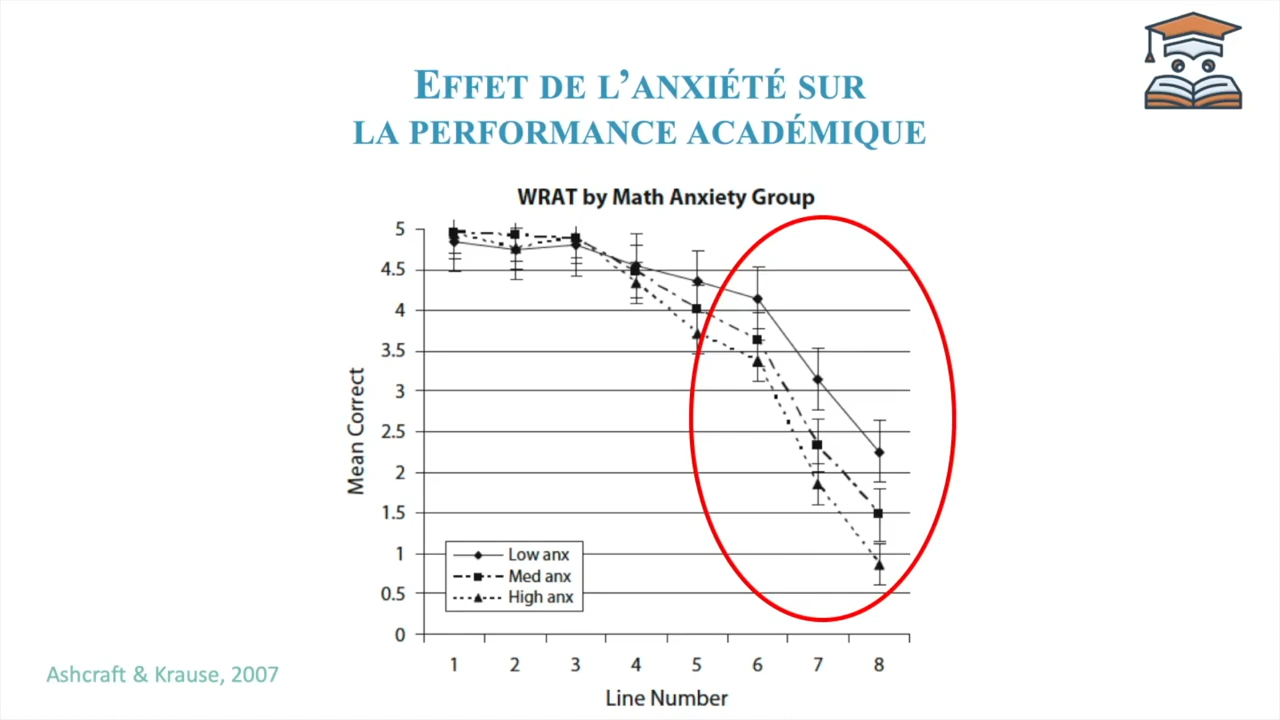 EFFET DE L’ANXIÉTÉ SUR
LA PERFORMANCE ACADÉMIQUE
WRAT by Math Anxiety Group
5
4.5
4
3.5
3
2.5
2
1.5
1
0.5
0
Mean Correct
Low anx
Med anx
High anx
1 2 3 4 5 6 7 8
Line Number
Ashcraft & Krause, 2007